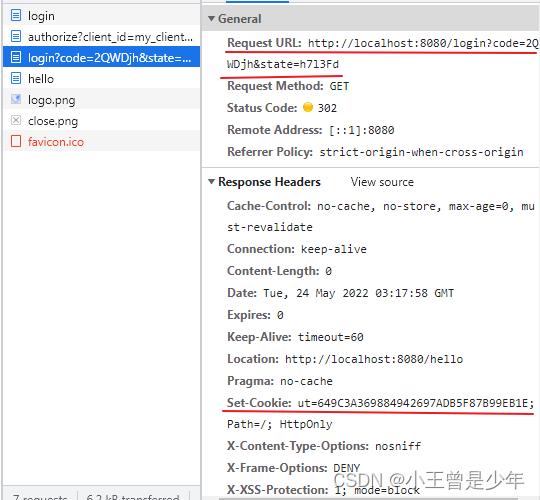 login
authorize?client_id=my_client...
login?code=2QWDjh&state=...
hello
logo.png
close.png
favicon.ico
7 requests
6.2 kB transferred
General
Request URL: http://localhost:8080/login?code=2Q
WDjh&state=h7l3Fd
Request Method: GET
Status Code: 302
Remote Address: [::1]:8080
Referrer Policy: strict-origin-when-cross-origin
Response Headers View source
Cache-Control: no-cache, no-store, max-age=0, mu
st-revalidate
Connection: keep-alive
Content-Length: 0
Date: Tue, 24 May 2022 03:17:58 GMT
Expires: 0
Keep-Alive: timeout=60
Location: http://localhost:8080/hello
Pragma: no-cache
Set-Cookie: ut=649C3A369884942697ADB5F87B99EB1E;
Path=/; HttpOnly
X-Content-Type-Options: nosniff
X-Frame-Options: DENY
X-XSS-Protection: 1; mode=block
CSDN @小王曾是少年